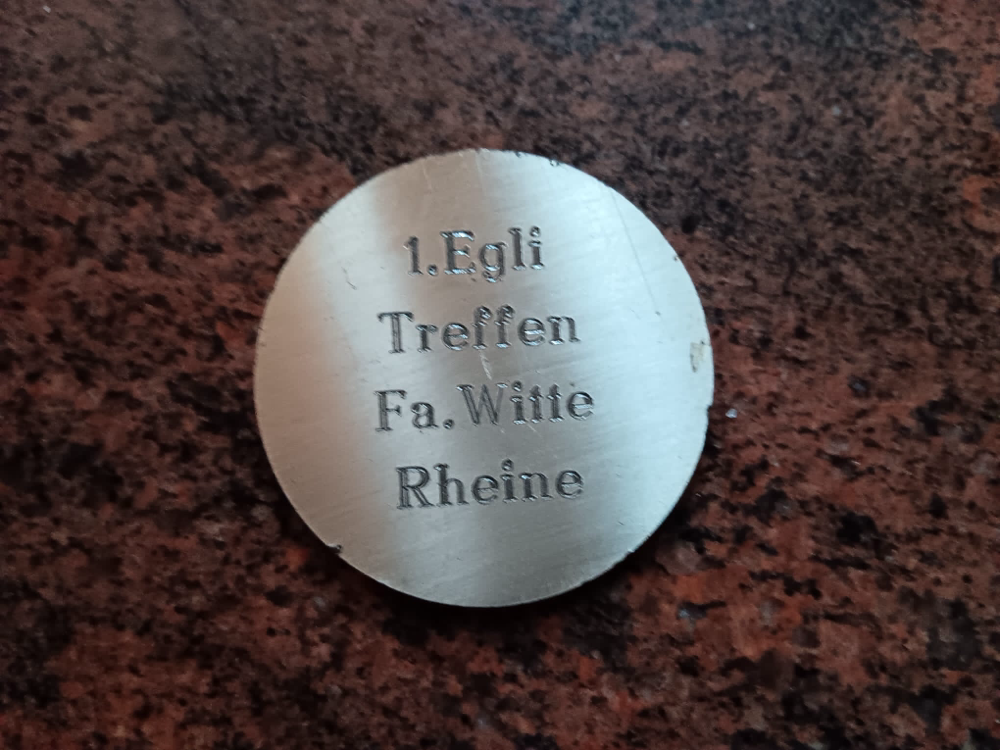 1.Egli
Treffen
Fa.Witte
Rheine